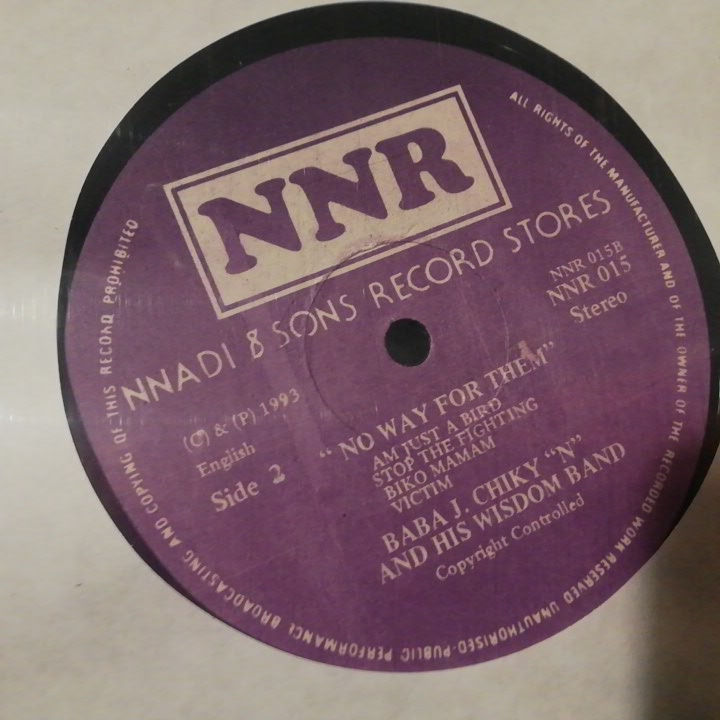 NNR
NNADI & SONS RECORD STORES
NNR 015B
NNR 015
Stereo
(C) & (P) 1993
English
Side 2
" NO WAY FOR THEM"
AM JUST A BIRD
STOP THE FIGHTING
BIKO MAMAM
VICTIM
BABA J. CHIKY "N"
AND HIS WISDOM BAND
Copyright Controlled
ALL RIGHTS OF THE MANUFACTURER AND OF THE OWNER OF THE RECORDED WORK RESERVED UNAUTHORISED-PUBLIC PERFORMANCE BROADCASTING AND COPYING OF THIS RECORD PROHIBITED